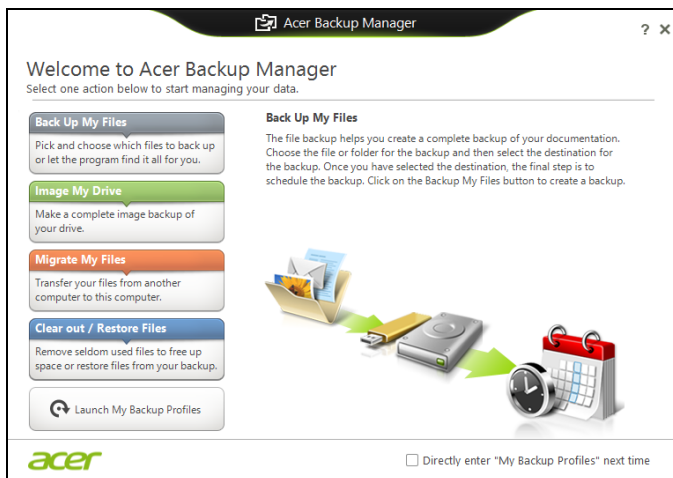 Acer Backup Manager
? X
Welcome to Acer Backup Manager
Select one action below to start managing your data.
Back Up My Files
Pick and choose which files to back up
or let the program find it all for you.
Image My Drive
Make a complete image backup of
your drive.
Migrate My Files
Transfer your files from another
computer to this computer.
Clear out / Restore Files
Remove seldom used files to free up
space or restore files from your backup.
Launch My Backup Profiles
Back Up My Files
The file backup helps you create a complete backup of your documentation.
Choose the file or folder for the backup and then select the destination for
the backup. Once you have selected the destination, the final step is to
schedule the backup. Click on the Backup My Files button to create a backup.
acer
Directly enter "My Backup Profiles" next time